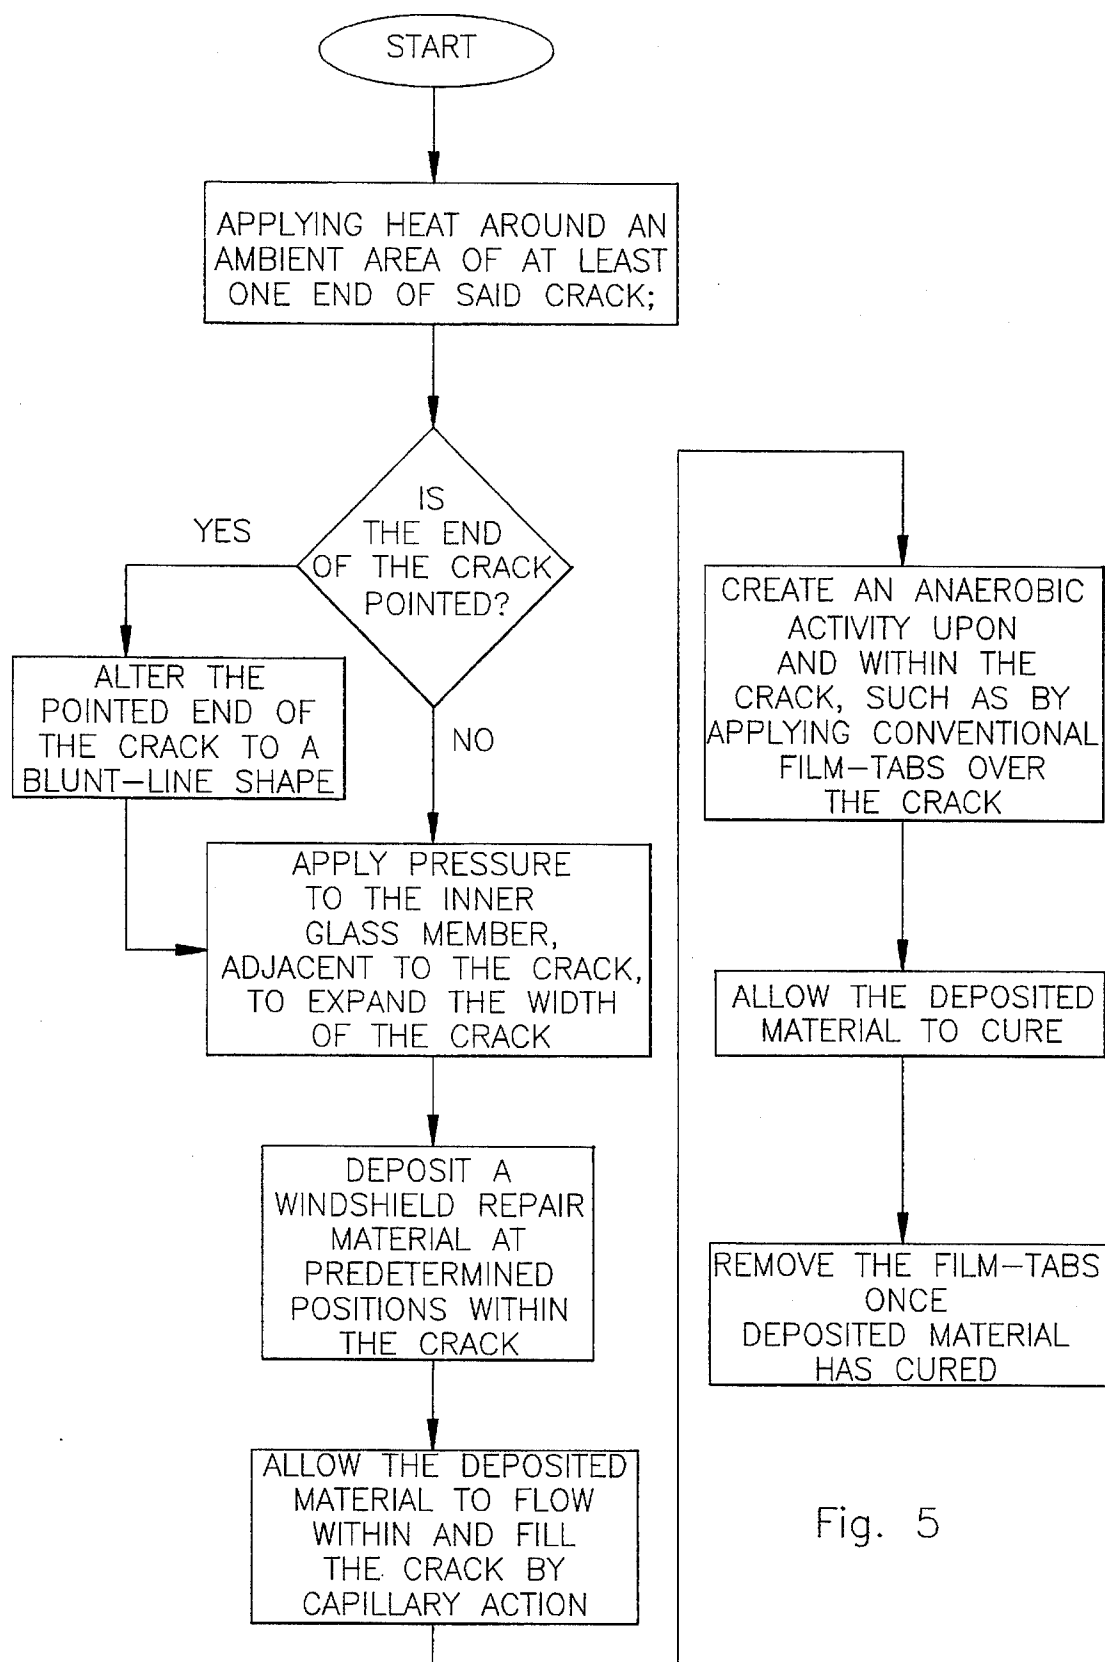 START
APPLYING HEAT AROUND AN
AMBIENT AREA OF AT LEAST
ONE END OF SAID CRACK;
IS
THE END
OF THE CRACK
POINTED?
YES
NO
ALTER THE
POINTED END OF
THE CRACK TO A
BLUNT-LINE SHAPE
APPLY PRESSURE
TO THE INNER
GLASS MEMBER,
ADJACENT TO THE CRACK,
TO EXPAND THE WIDTH
OF THE CRACK
DEPOSIT A
WINDSHIELD REPAIR
MATERIAL AT
PREDETERMINED
POSITIONS WITHIN
THE CRACK
ALLOW THE DEPOSITED
MATERIAL TO FLOW
WITHIN AND FILL
THE CRACK BY
CAPILLARY ACTION
CREATE AN ANAEROBIC
ACTIVITY UPON
AND WITHIN THE
CRACK, SUCH AS BY
APPLYING CONVENTIONAL
FILM-TABS OVER
THE CRACK
ALLOW THE DEPOSITED
MATERIAL TO CURE
REMOVE THE FILM-TABS
ONCE
DEPOSITED MATERIAL
HAS CURED
Fig. 5